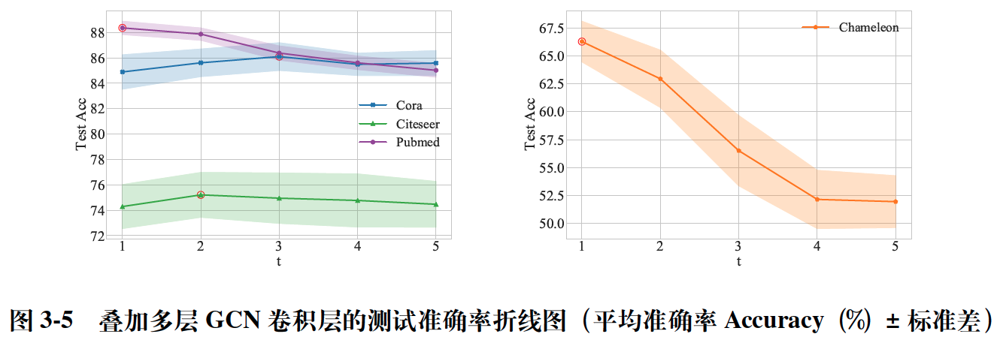 88
86
84
82
80
78
76
74
72
Test Acc
Cora
Citeseer
Pubmed
1 2 3 4 5
t
67.5
65.0
62.5
60.0
57.5
55.0
52.5
50.0
Test Acc
Chameleon
1 2 3 4 5
t
图 3-5 叠加多层 GCN 卷积层的测试准确率折线图（平均准确率 Accuracy（%）± 标准差）